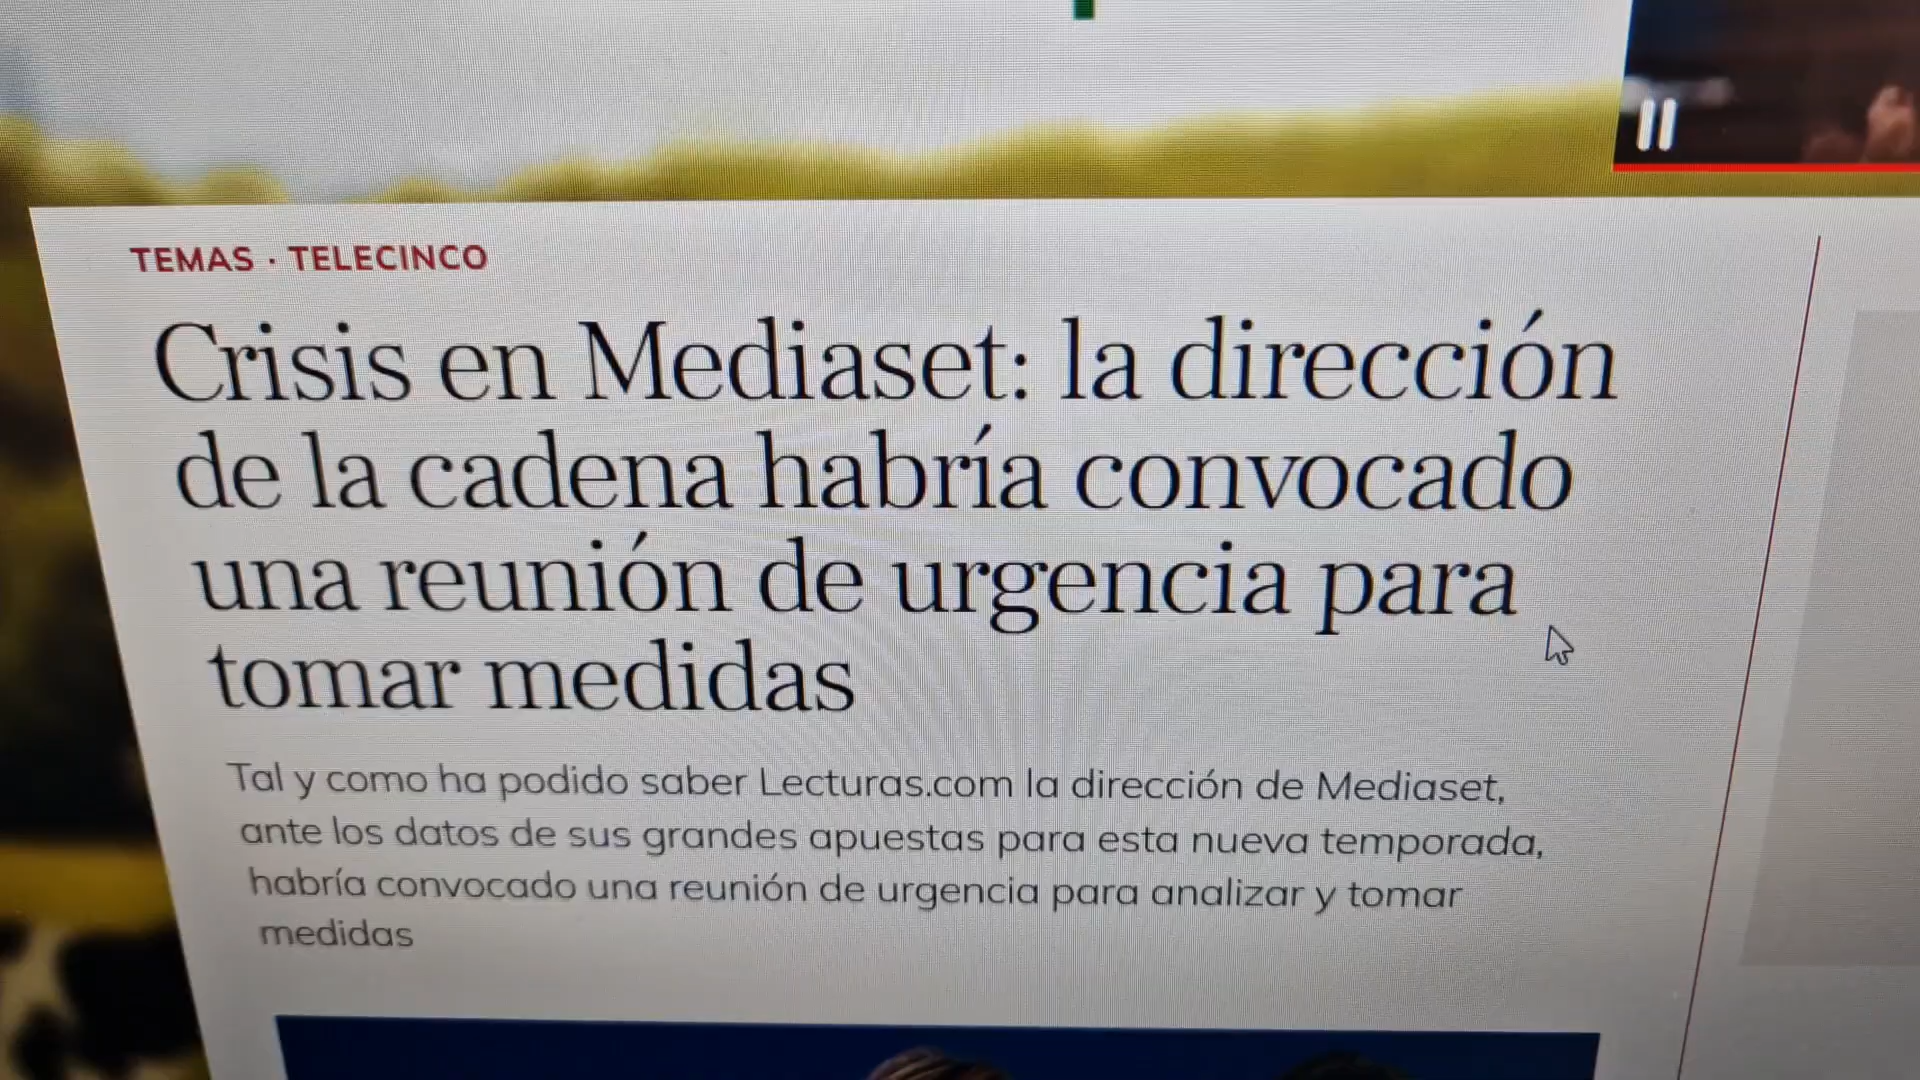 TEMAS · TELECINCO
Crisis en Mediaset: la dirección
de la cadena habría convocado
una reunión de urgencia para
tomar medidas
Tal y como ha podido saber Lecturas.com la dirección de Mediaset,
ante los datos de sus grandes apuestas para esta nueva temporada,
habría convocado una reunión de urgencia para analizar y tomar
medidas